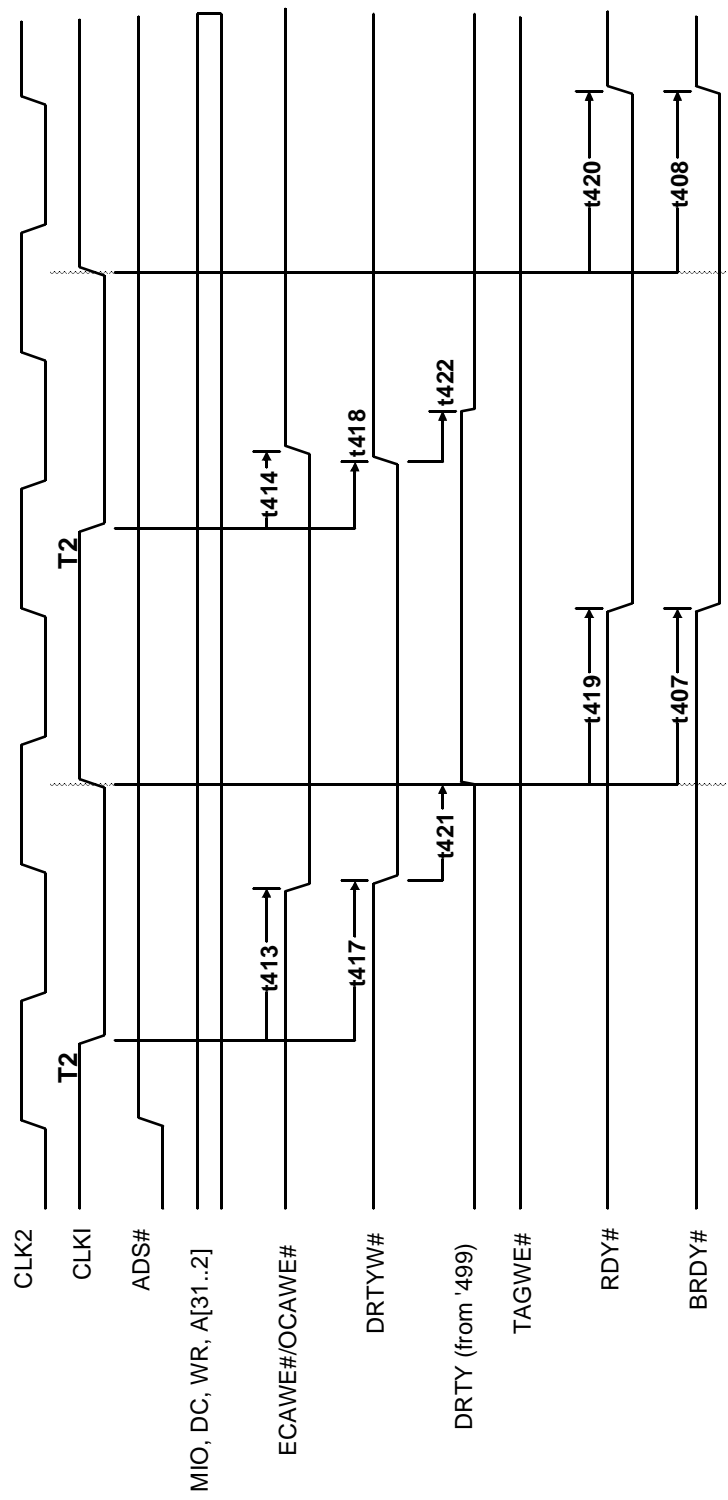 CLK2
CLKI
T2
T2
ADS#
MIO, DC, WR, A[31..2]
ECAWE#/OCAWE#
t413
t414
DRTYW#
t417
t418
DRTY (from '499)
t421
t422
TAGWE#
RDY#
t419
t420
BRDY#
t407
t408